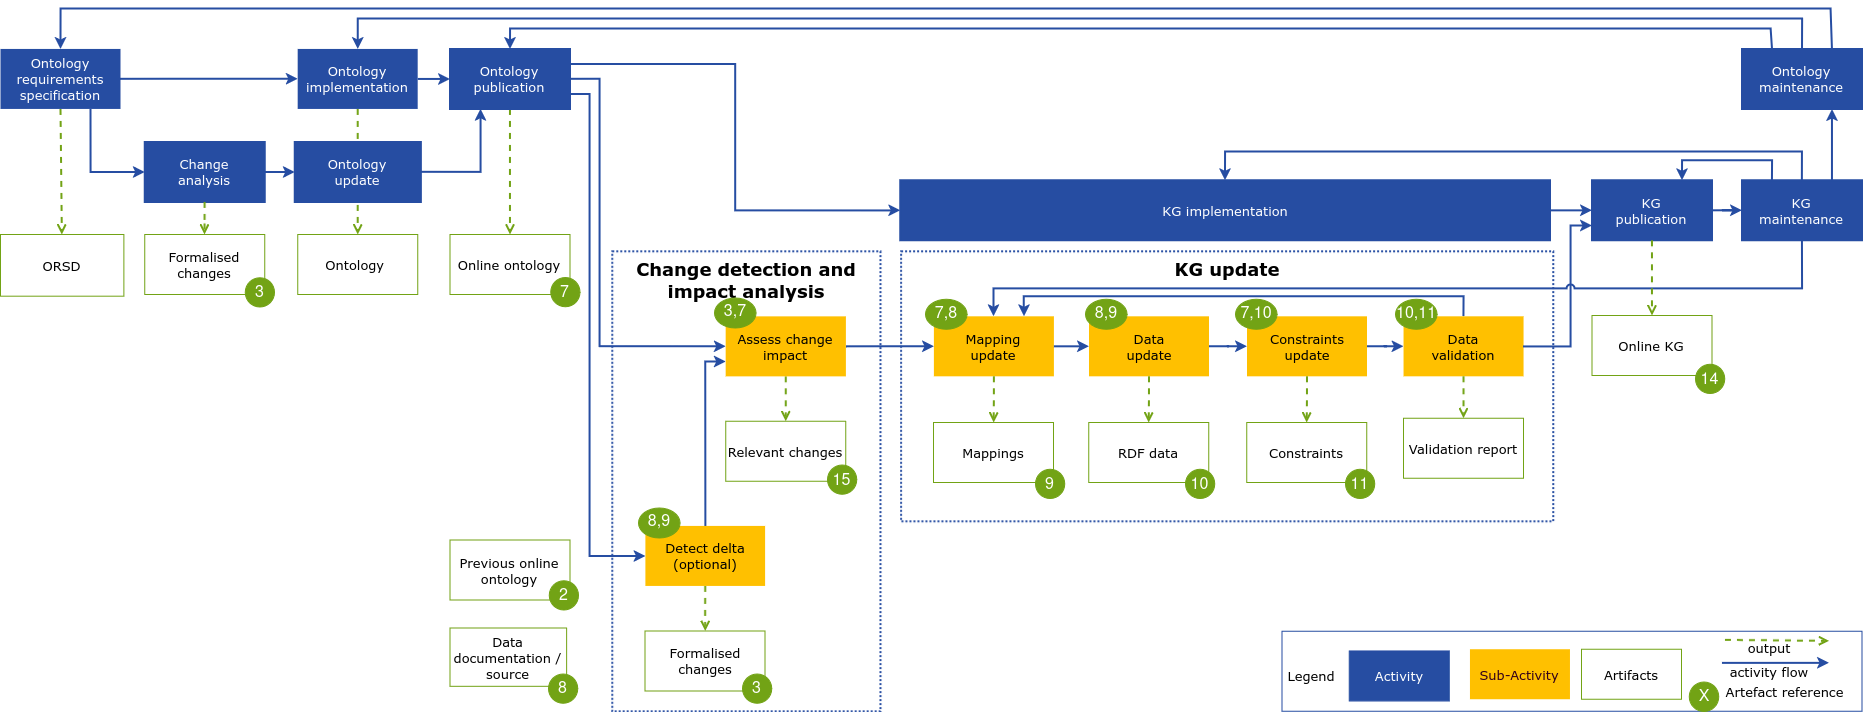 Ontology
requirements
specification
Ontology
implementation
Ontology
publication
Ontology
maintenance
Change
analysis
Ontology
update
KG implementation
KG
publication
KG
maintenance
ORSD
Formalised
changes
3
Ontology
Online ontology
7
Change detection and
impact analysis
3,7
Assess change
impact
Relevant changes
15
8,9
Detect delta
(optional)
Formalised
changes
3
KG update
7,8
Mapping
update
8,9
Data
update
7,10
Constraints
update
10,11
Data
validation
Mappings
9
RDF data
10
Constraints
11
Validation report
Online KG
14
Previous online
ontology
2
Data
documentation /
source
8
Legend
Activity
Sub-Activity
Artifacts
output
activity flow
X
Artefact reference